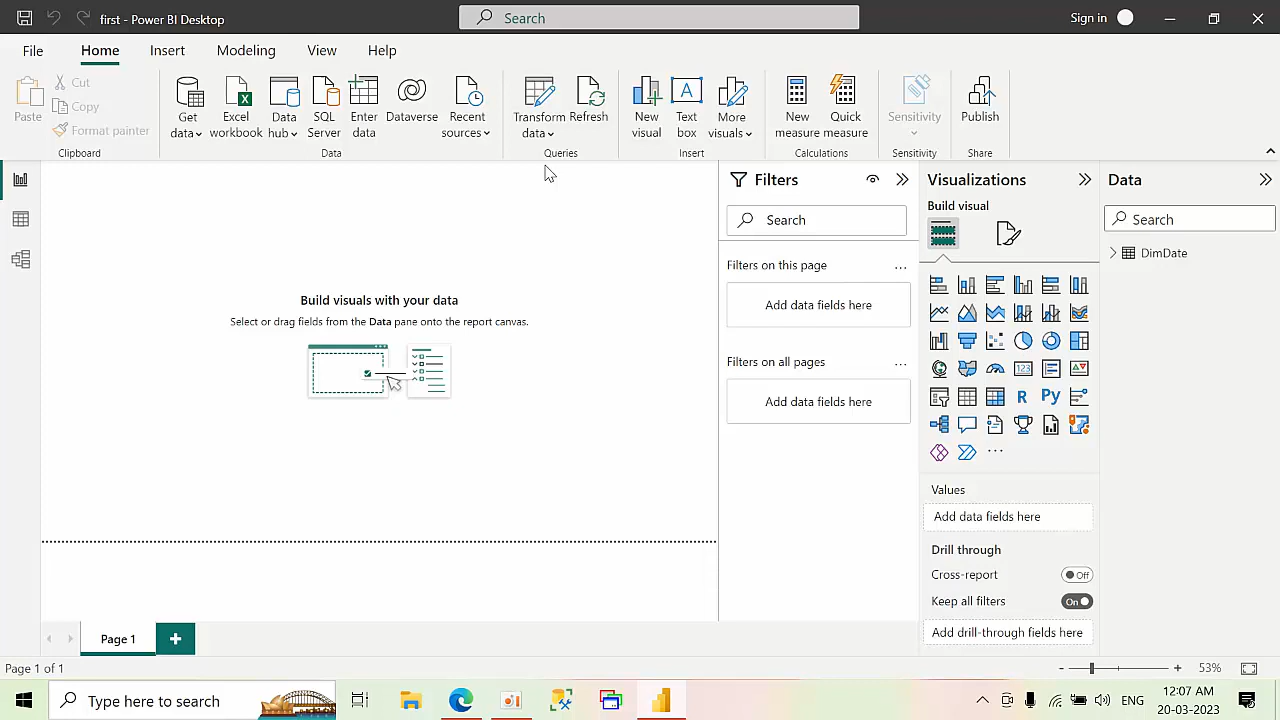 first - Power BI Desktop
Search
Sign in
File
Home
Insert
Modeling
View
Help
Paste
Cut
Copy
Format painter
Clipboard
Get
data
Excel
workbook
Data
hub
SQL
Server
Enter
data
Dataverse
Recent
sources
Data
Transform
data
Refresh
Queries
New
visual
Text
box
More
visuals
Insert
New
measure
Quick
measure
Calculations
Sensitivity
Sensitivity
Publish
Share
Build visuals with your data
Select or drag fields from the Data pane onto the report canvas.
Filters
Search
Filters on this page
...
Add data fields here
Filters on all pages
...
Add data fields here
Visualizations
Build visual
123
R
Py
...
Values
Add data fields here
Drill through
Cross-report
Off
Keep all filters
On
Add drill-through fields here
Data
Search
DimDate
Page 1
+
Page 1 of 1
- + 53%
Type here to search
ENG
12:07 AM
20-03-2023